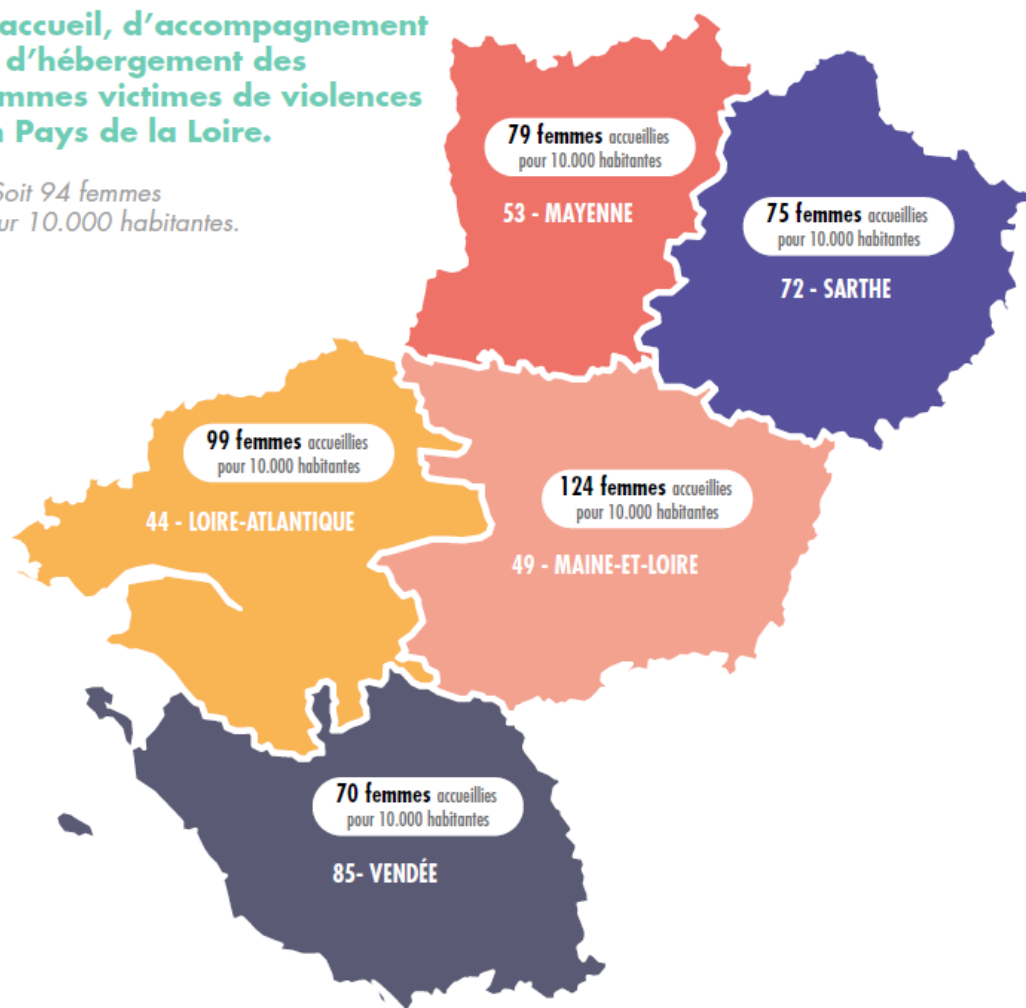 accueil, d'accompagnement
d'hébergement des
mmes victimes de violences
Pays de la Loire.
Soit 94 femmes
ur 10.000 habitantes.
79 femmes accueillies
pour 10.000 habitantes
53 - MAYENNE
75 femmes accueillies
pour 10.000 habitantes
72 - SARTHE
99 femmes accueillies
pour 10.000 habitantes
44 - LOIRE-ATLANTIQUE
124 femmes accueillies
pour 10.000 habitantes
49 - MAINE-ET-LOIRE
70 femmes accueillies
pour 10.000 habitantes
85- VENDÉE